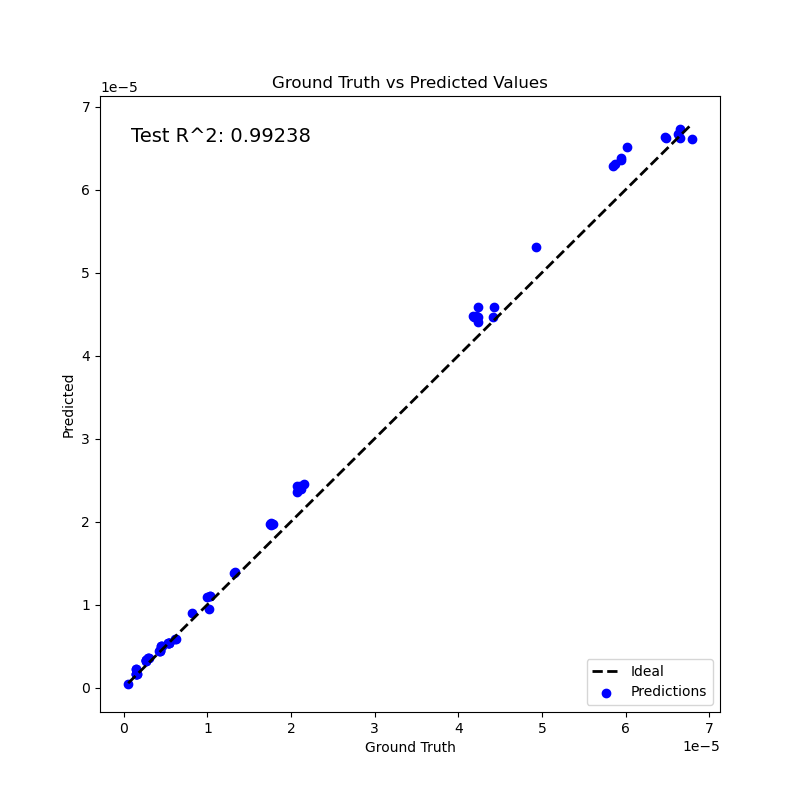 Ground Truth vs Predicted Values
1e−5
7
6
5
4
3
2
1
0
Predicted
Test R^2: 0.99238
Ideal
Predictions
0 1 2 3 4 5 6 7
1e−5
Ground Truth